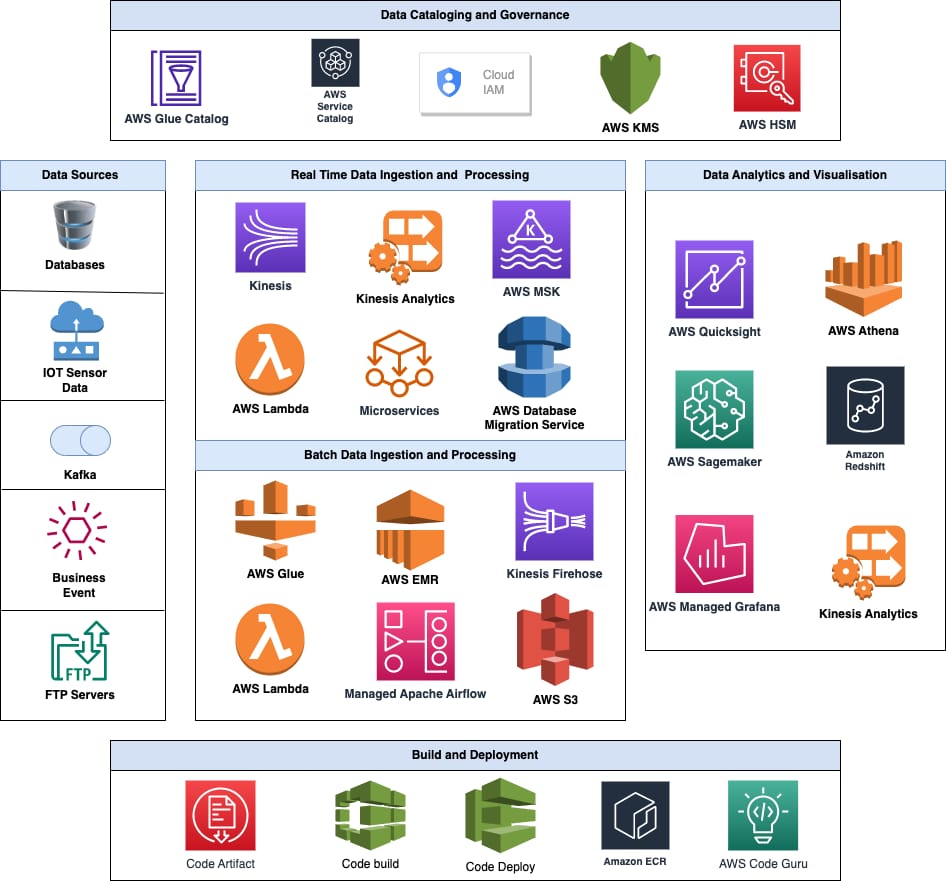 Data Cataloging and Governance
AWS Glue Catalog
AWS
Service
Catalog
Cloud
IAM
AWS KMS
AWS HSM
Data Sources
Databases
IOT Sensor
Data
Kafka
Business
Event
FTP
FTP Servers
Real Time Data Ingestion and  Processing
Kinesis
Kinesis Analytics
K
AWS MSK
AWS Lambda
Microservices
AWS Database
Migration Service
Batch Data Ingestion and Processing
AWS Glue
AWS EMR
Kinesis Firehose
AWS Lambda
Managed Apache Airflow
AWS S3
Data Analytics and Visualisation
AWS Quicksight
AWS Athena
AWS Sagemaker
Amazon
Redshift
AWS Managed Grafana
Kinesis Analytics
Build and Deployment
Code Artifact
Code build
Code Deploy
Amazon ECR
AWS Code Guru